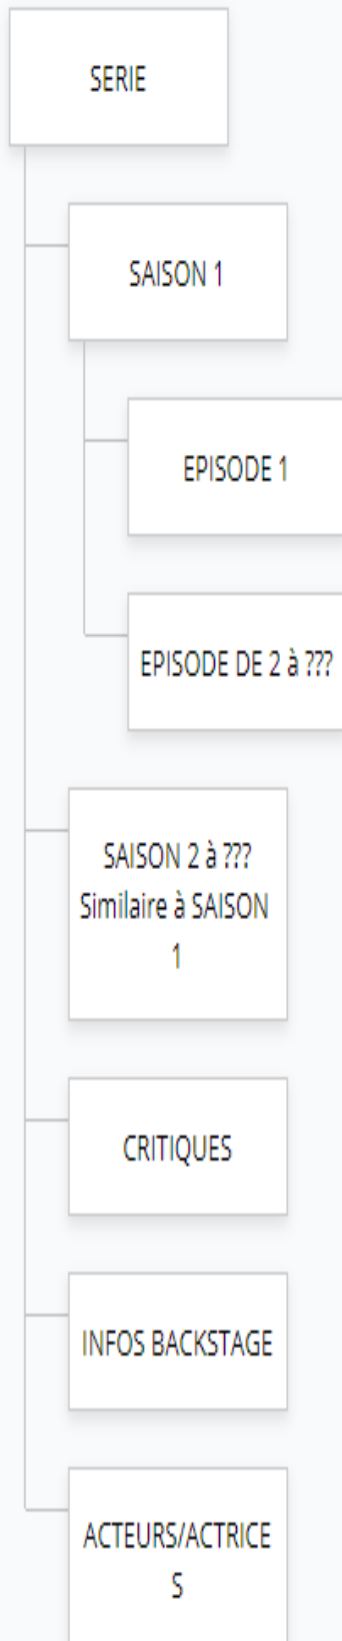 SERIE
SAISON 1
EPISODE 1
EPISODE DE 2 à ???
SAISON 2 à ???
Similaire à SAISON
1
CRITIQUES
INFOS BACKSTAGE
ACTEURS/ACTRICE
S